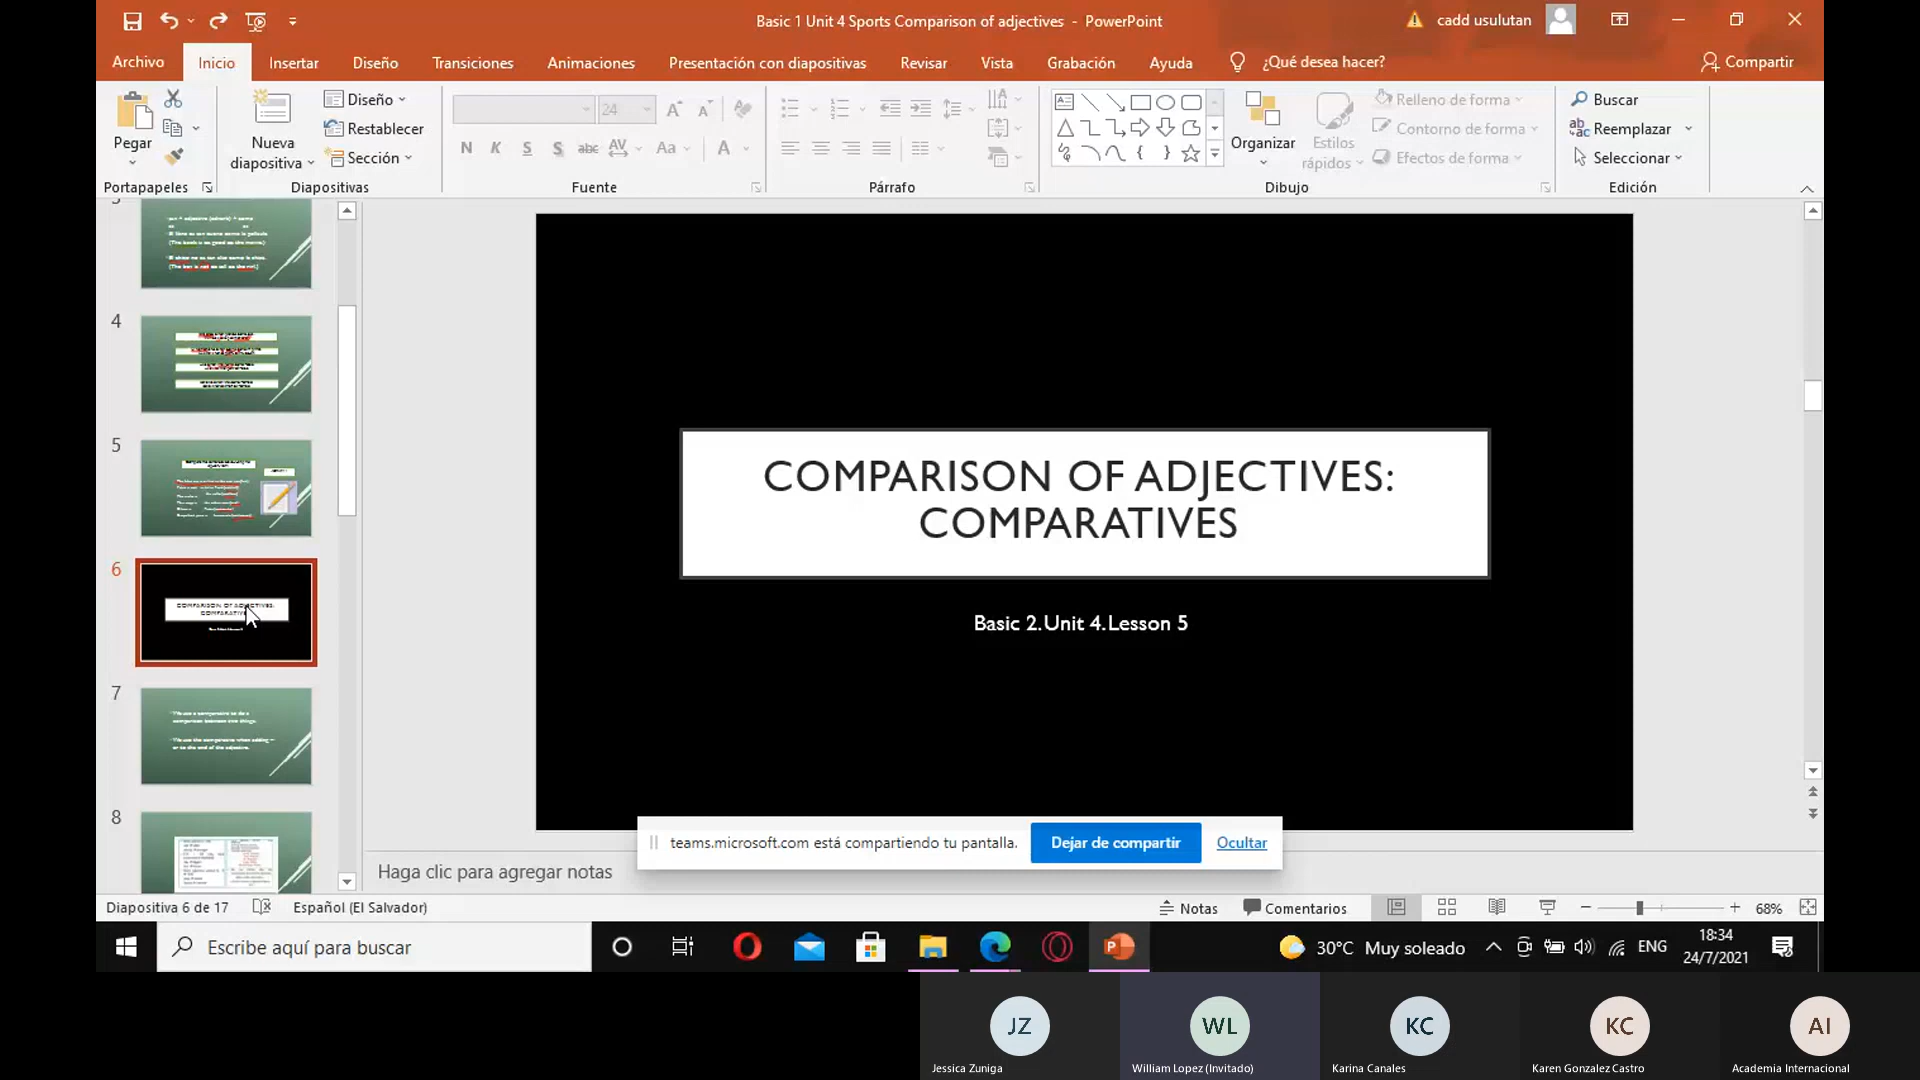 Basic 1 Unit 4 Sports Comparison of adjectives - PowerPoint
cadd usulutan
Archivo
Inicio
Insertar
Diseño
Transiciones
Animaciones
Presentación con diapositivas
Revisar
Vista
Grabación
Ayuda
¿Qué desea hacer?
Compartir
Pegar
Nueva
diapositiva
Diseño
Restablecer
Sección
24
N K S S abc AV Aa A
Organizar
Estilos
rápidos
Relleno de forma
Contorno de forma
Efectos de forma
Buscar
Reemplazar
Seleccionar
Portapapeles
Diapositivas
Fuente
Párrafo
Dibujo
Edición
4
5
6
7
8
COMPARISON OF ADJECTIVES:
COMPARATIVES
Basic 2.Unit 4.Lesson 5
teams.microsoft.com está compartiendo tu pantalla.
Dejar de compartir
Ocultar
Haga clic para agregar notas
Diapositiva 6 de 17
Español (El Salvador)
Notas
Comentarios
68%
Escribe aquí para buscar
30°C Muy soleado
ENG
18:34
24/7/2021
JZ
WL
KC
KC
AI
Jessica Zuniga
William Lopez (Invitado)
Karina Canales
Karen Gonzalez Castro
Academia Internacional